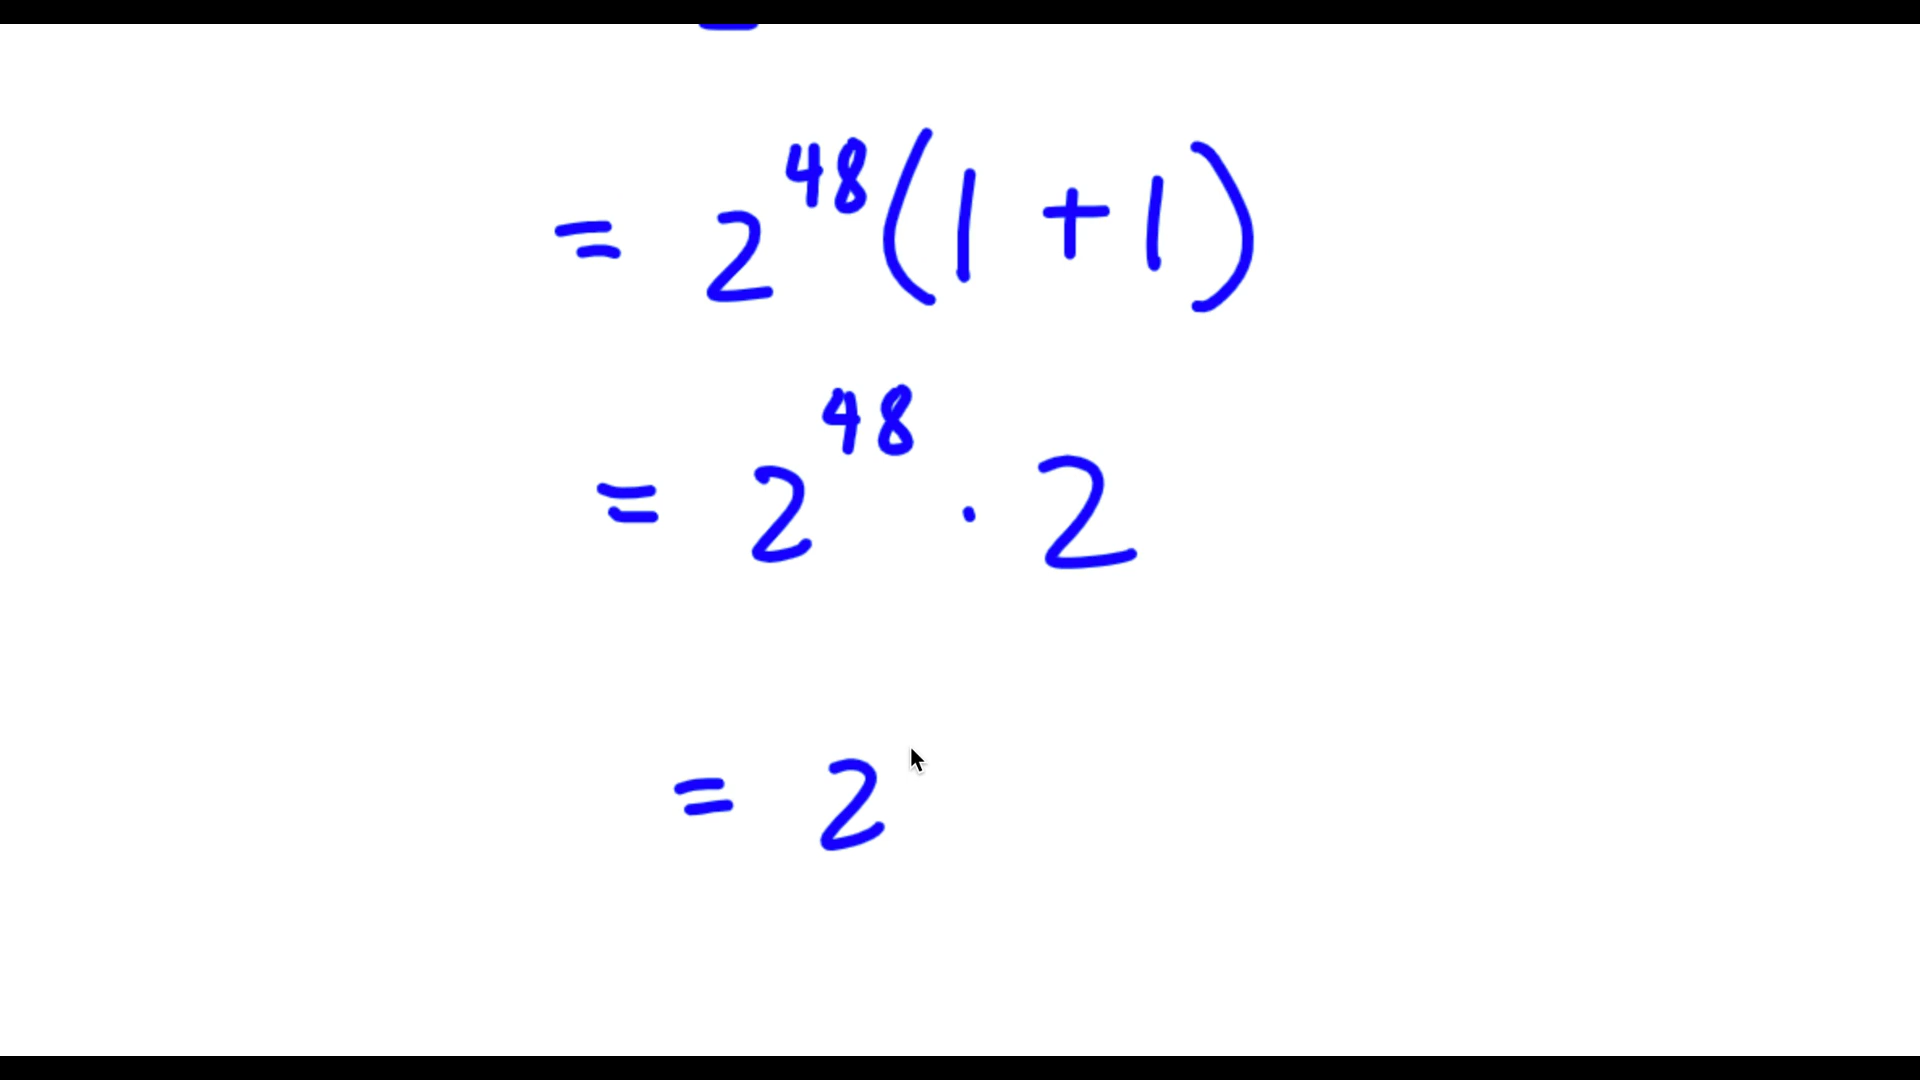 = 2^48 (1 + 1)
= 2^48 · 2
= 2